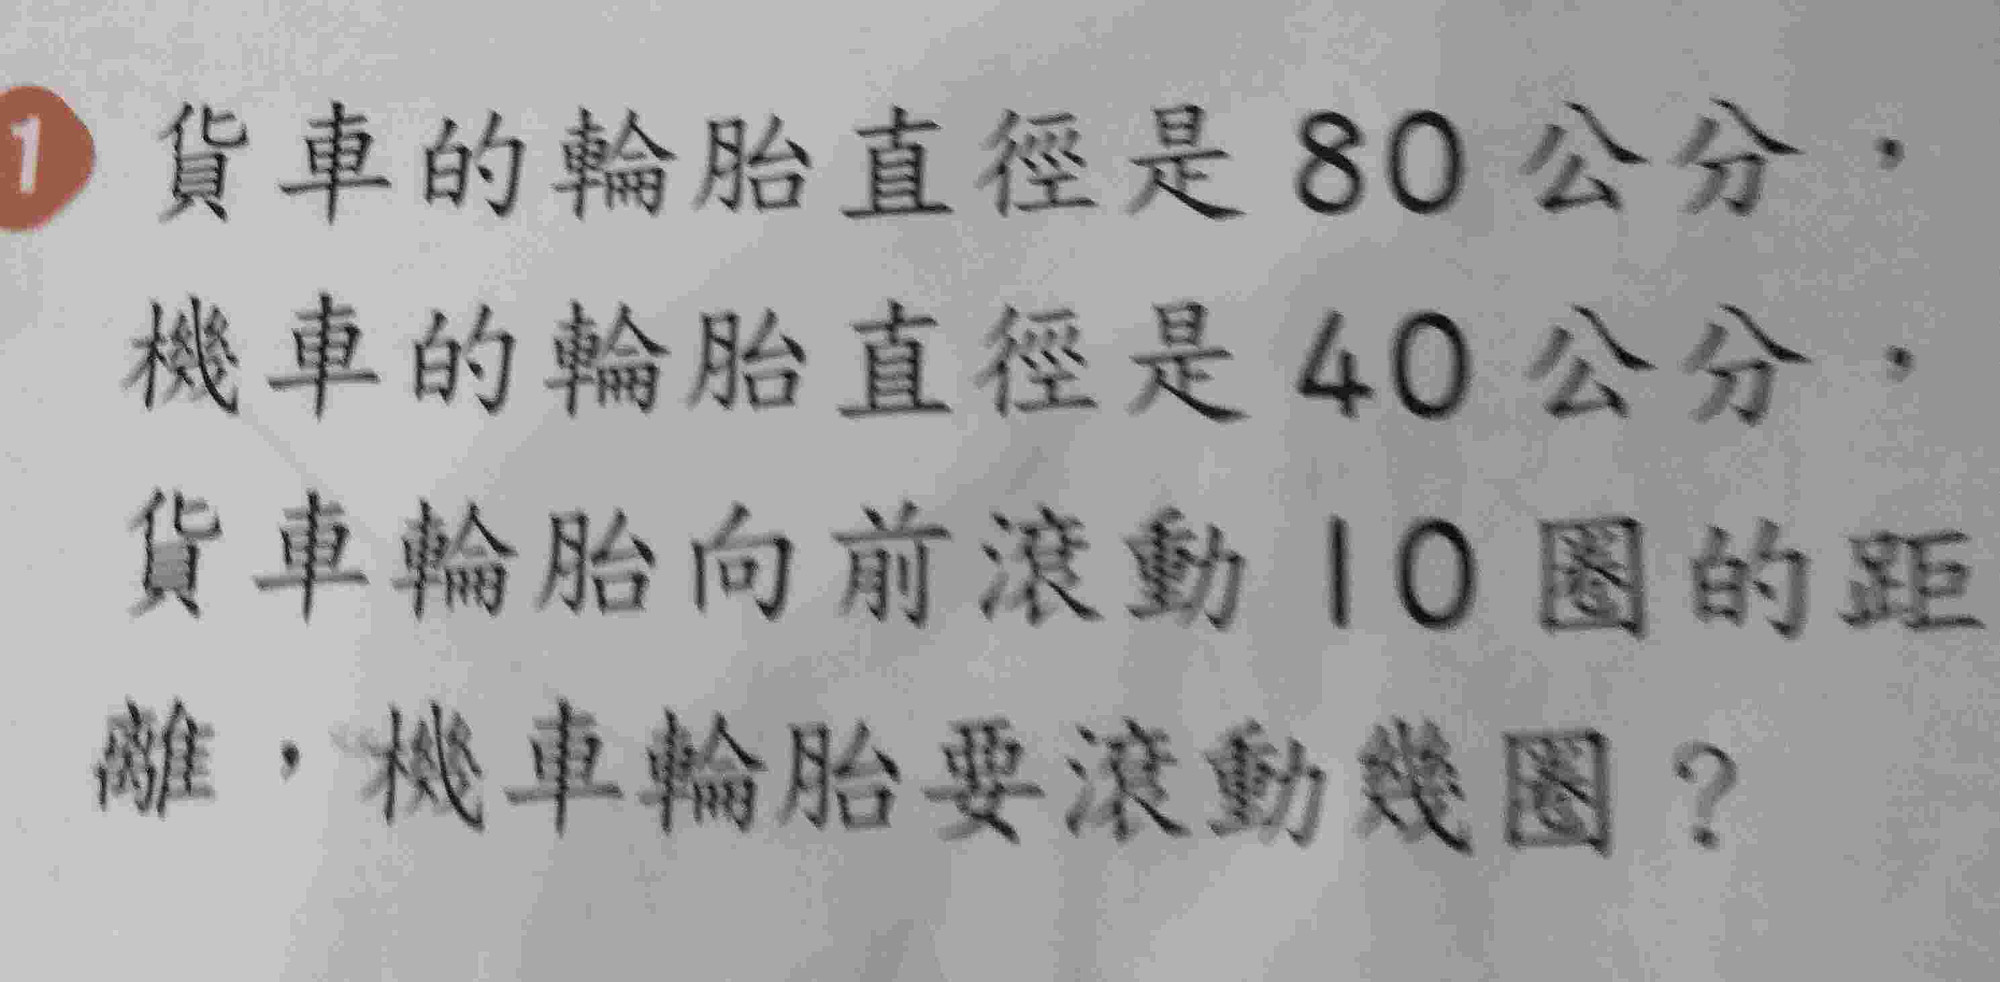 1 貨車的輪胎直徑是80公分，
機車的輪胎直徑是40公分，
貨車輪胎向前滾動10圈的距
離，機車輪胎要滾動幾圈？